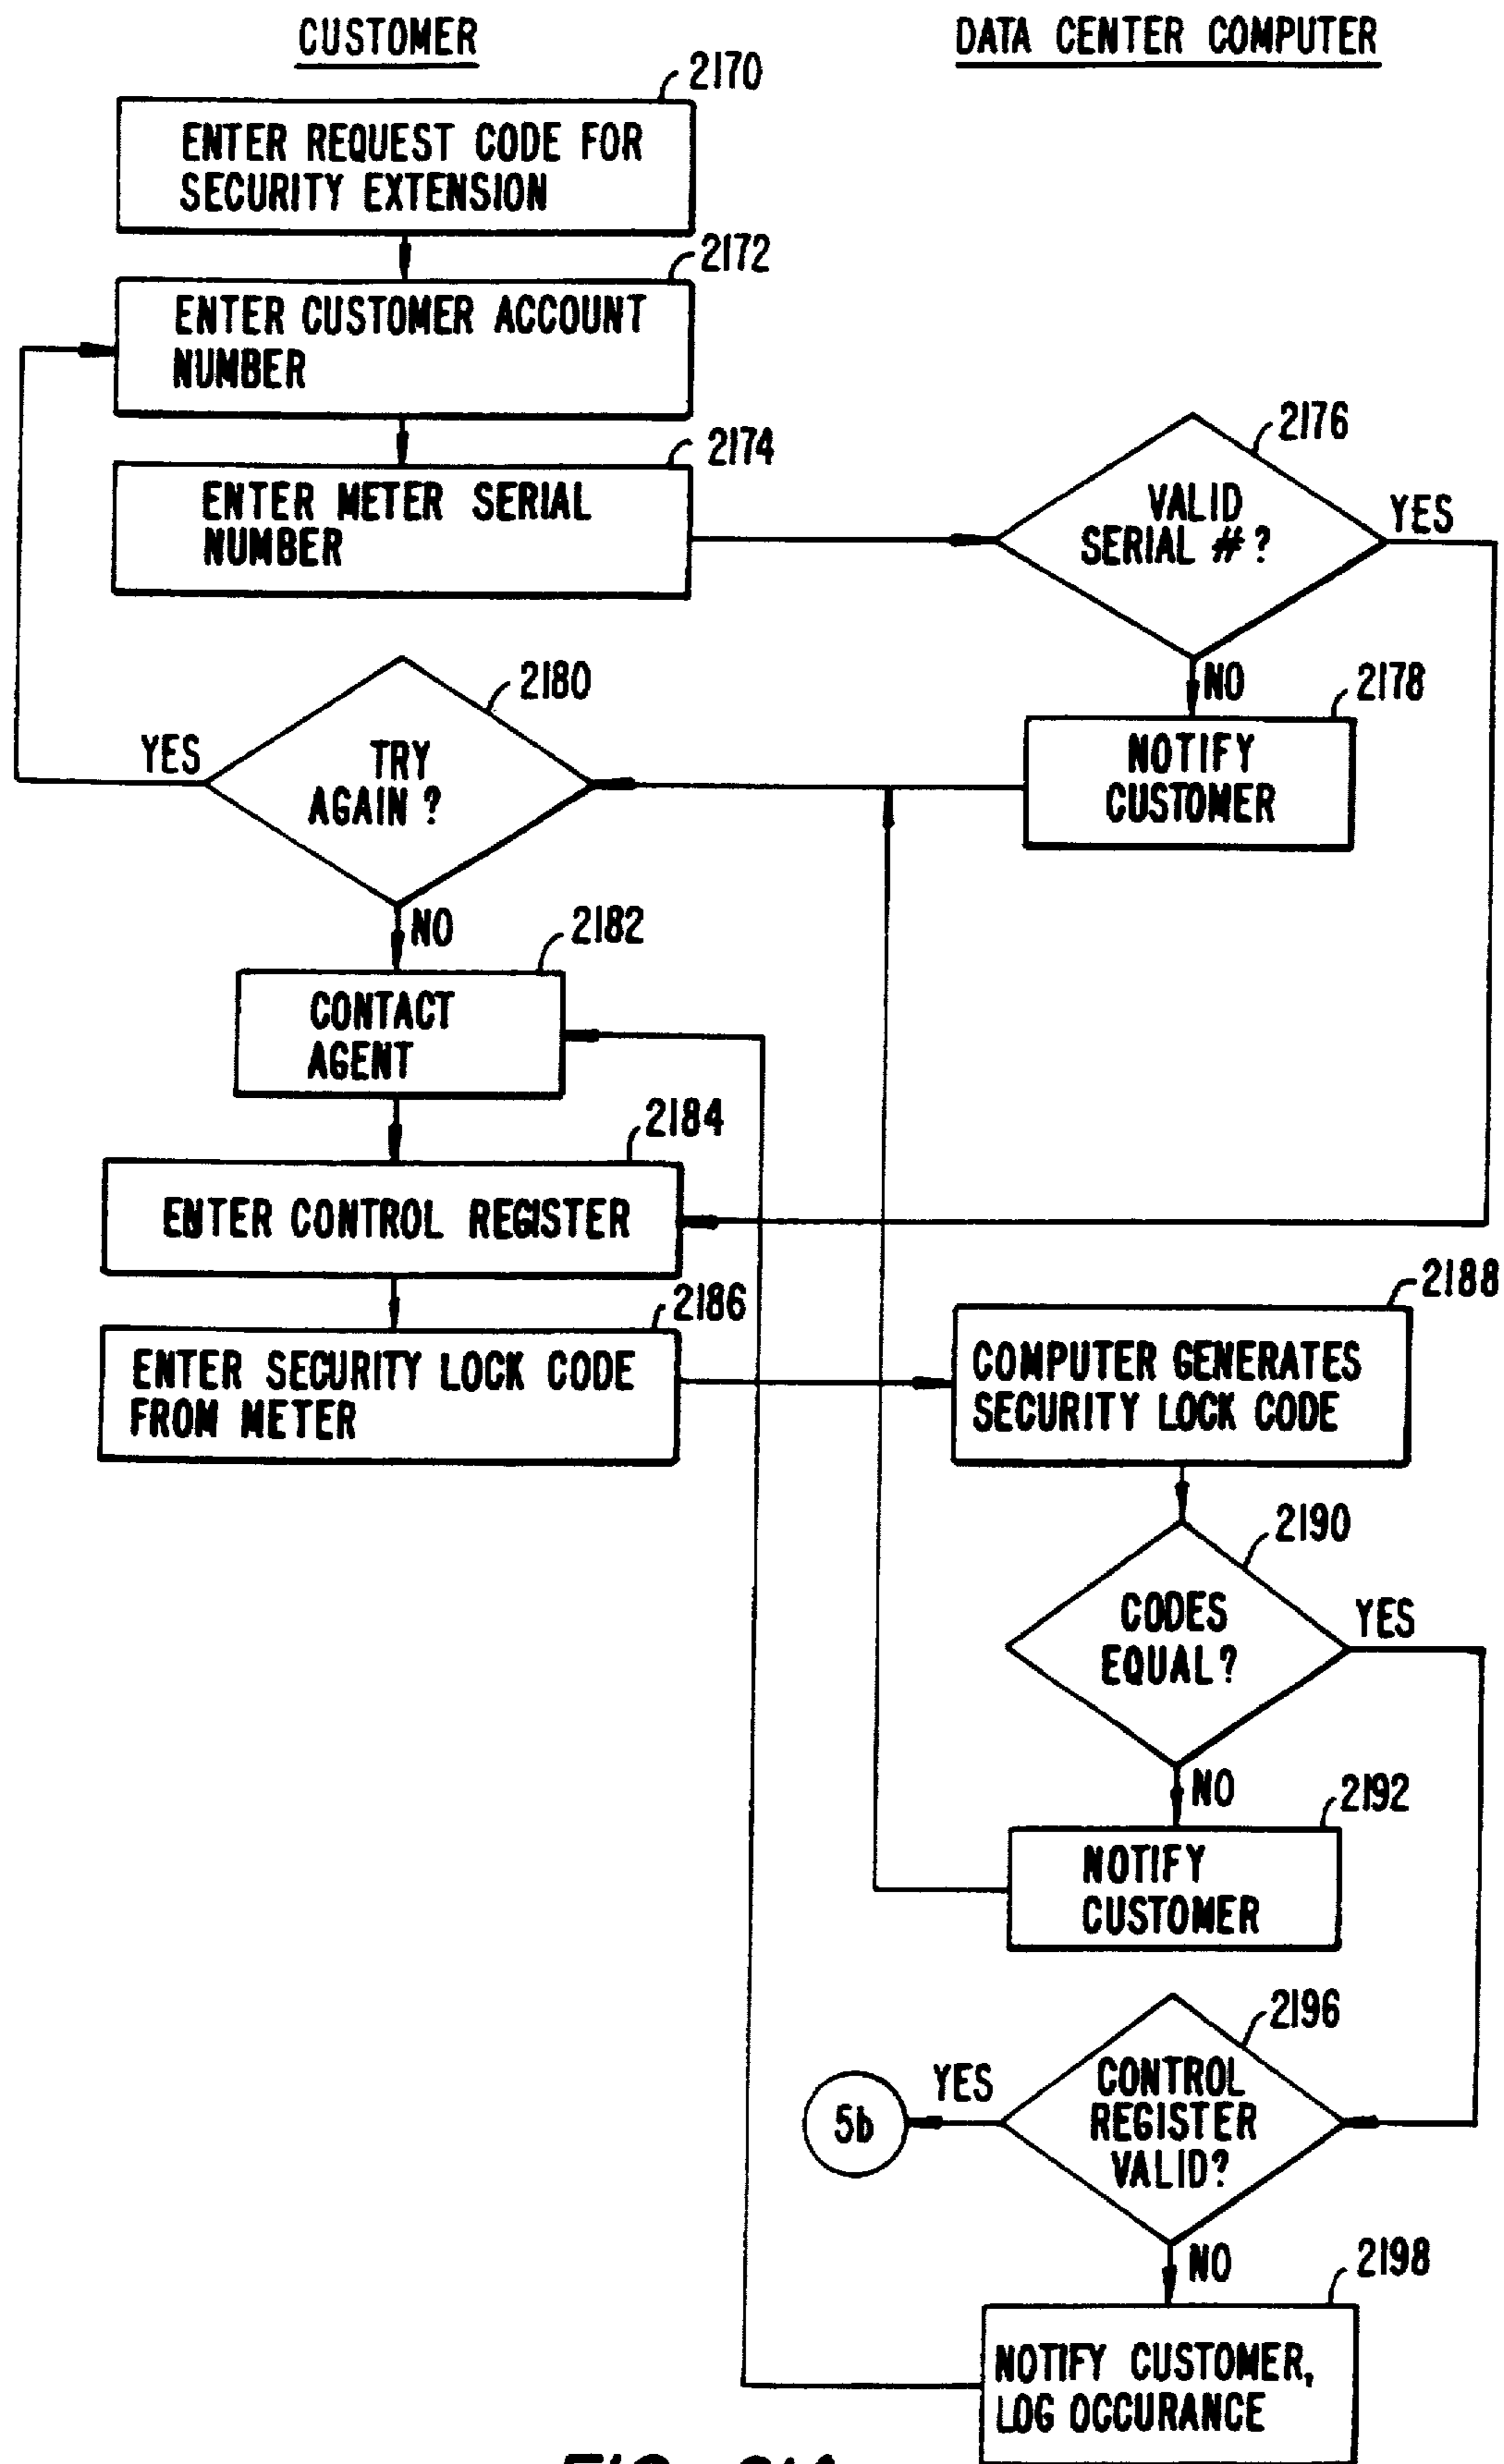 CUSTOMER
DATA CENTER COMPUTER
2170
ENTER REQUEST CODE FOR
SECURITY EXTENSION
2172
ENTER CUSTOMER ACCOUNT
NUMBER
2174
ENTER METER SERIAL
NUMBER
2176
VALID
SERIAL #?
YES
NO
2178
NOTIFY
CUSTOMER
2180
TRY
AGAIN?
YES
NO
2182
CONTACT
AGENT
2184
ENTER CONTROL REGISTER
2186
ENTER SECURITY LOCK CODE
FROM METER
2188
COMPUTER GENERATES
SECURITY LOCK CODE
2190
CODES
EQUAL?
YES
NO
2192
NOTIFY
CUSTOMER
2196
CONTROL
REGISTER
VALID?
YES
5b
NO
2198
NOTIFY CUSTOMER,
LOG OCCURANCE